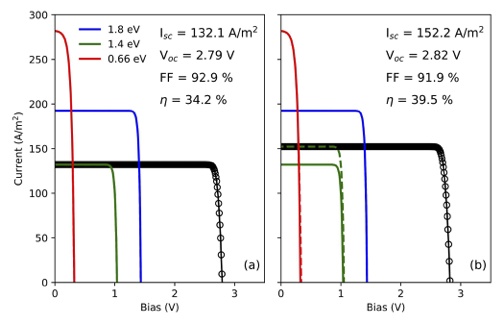 300
250
200
150
100
50
0
Current (A/m²)
0
1
2
3
Bias (V)
1.8 eV
1.4 eV
0.66 eV
I_sc = 132.1 A/m²
V_oc = 2.79 V
FF = 92.9 %
η = 34.2 %
(a)
0
1
2
3
Bias (V)
I_sc = 152.2 A/m²
V_oc = 2.82 V
FF = 91.9 %
η = 39.5 %
(b)